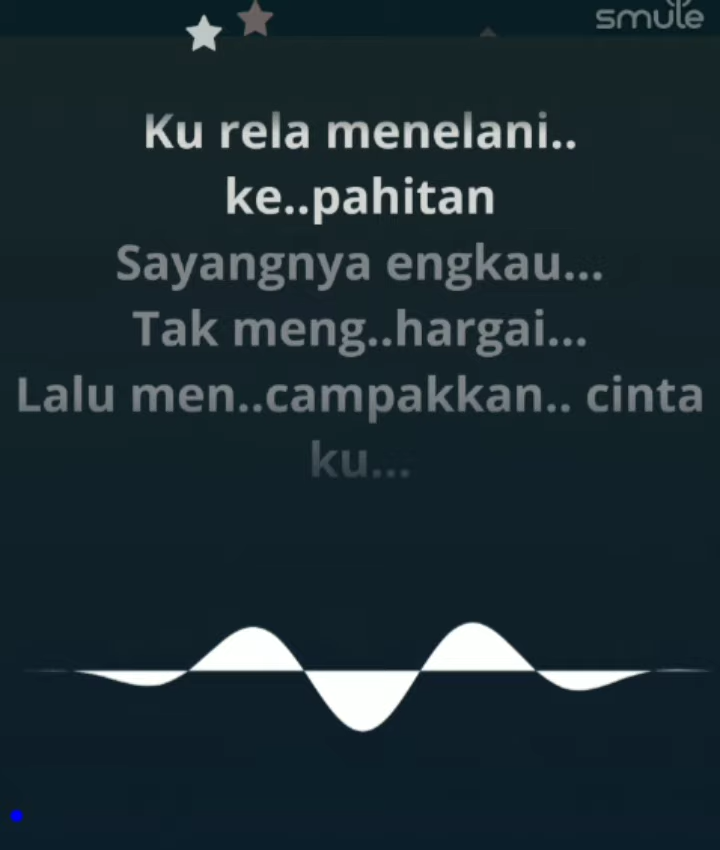 smule
Ku rela menelani..
ke..pahitan
Sayangnya engkau...
Tak meng..hargai...
Lalu men..campakkan.. cinta
ku...